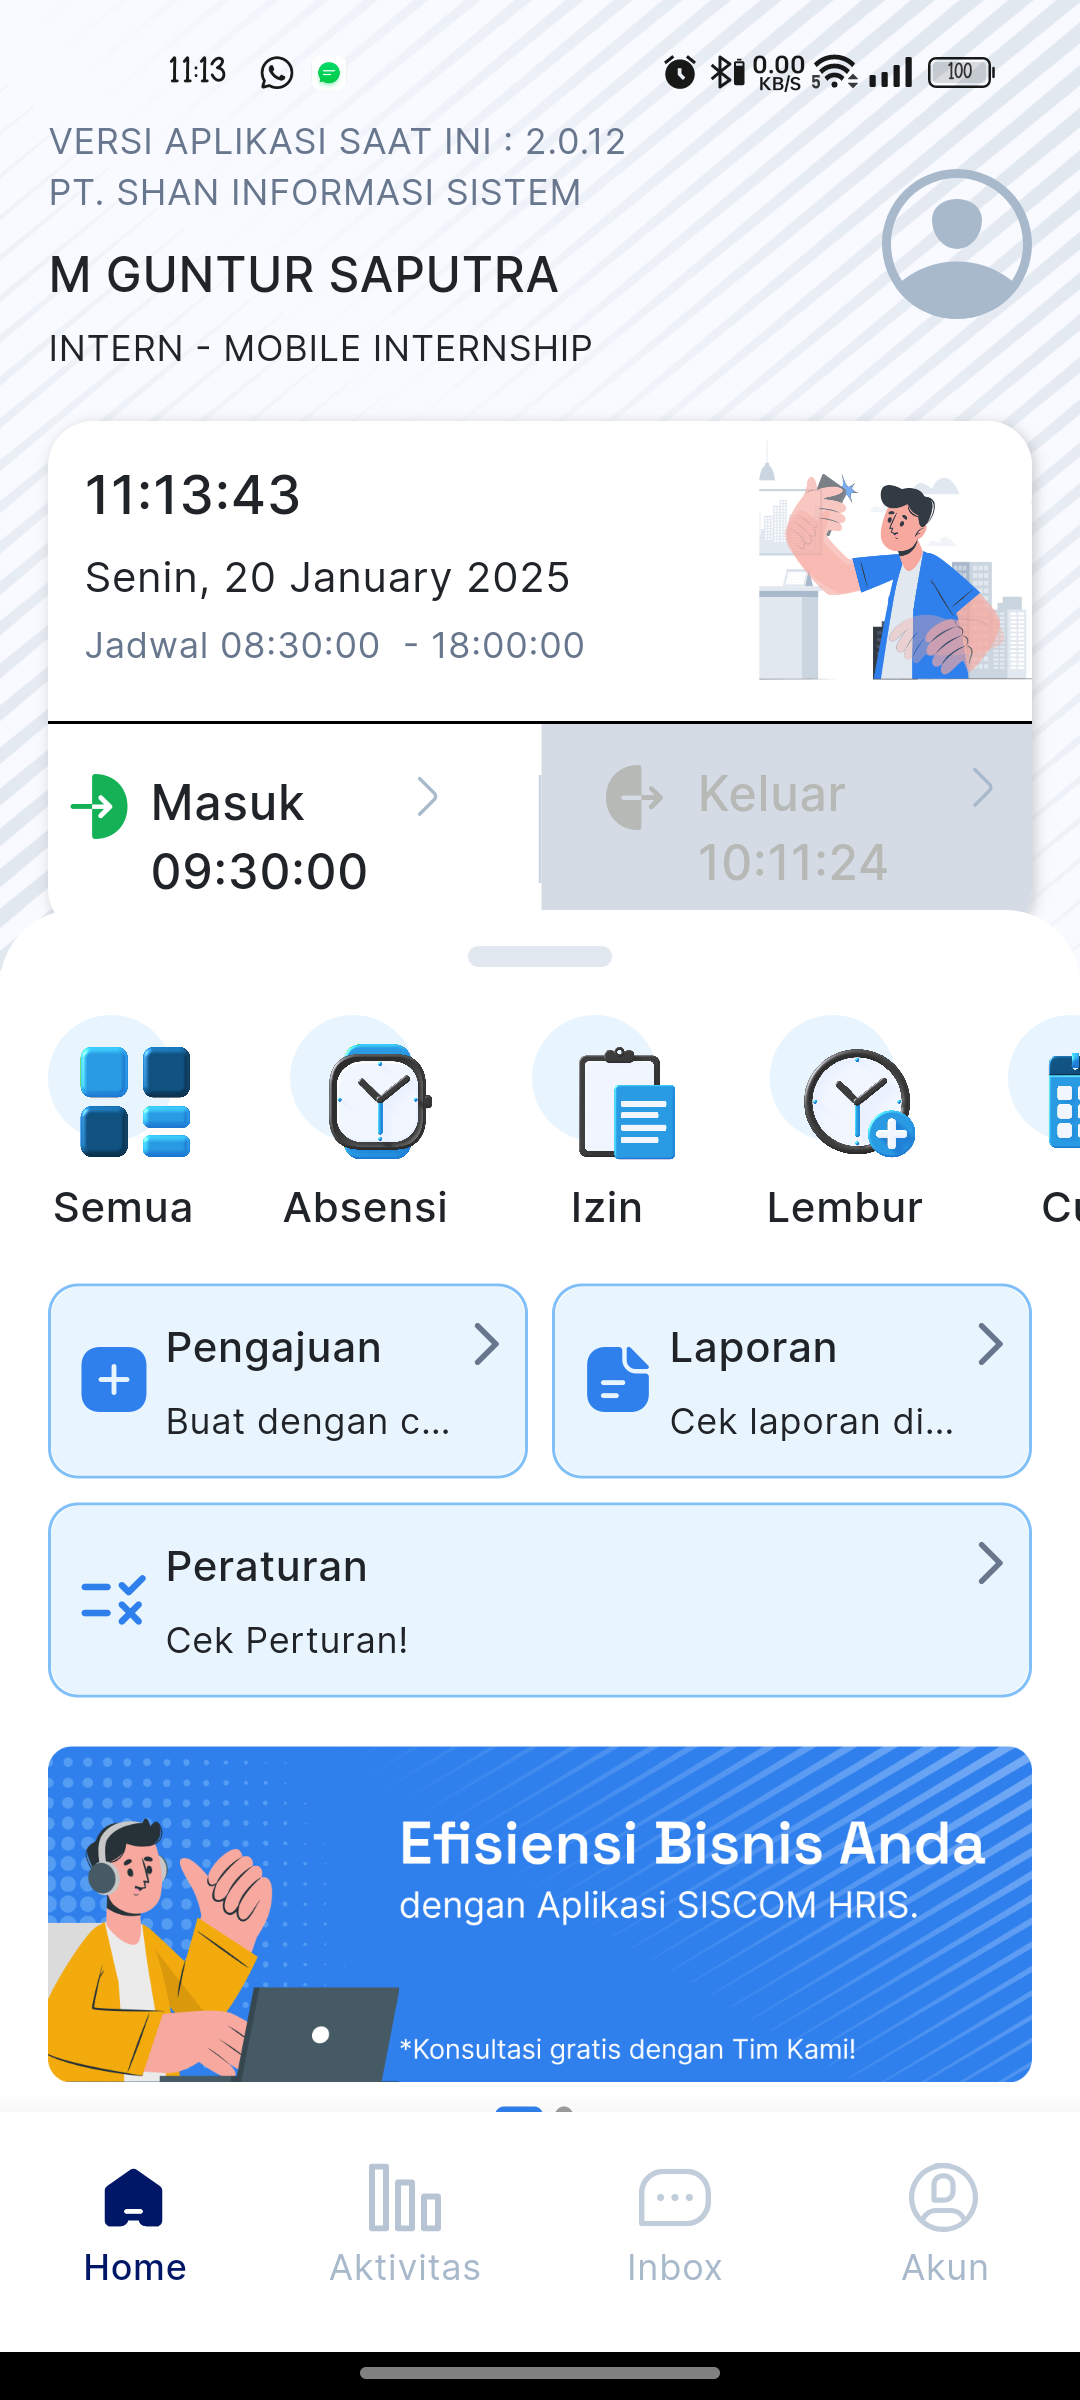 11:13
0.00
KB/S
5
100
VERSI APLIKASI SAAT INI : 2.0.12
PT. SHAN INFORMASI SISTEM
M GUNTUR SAPUTRA
INTERN - MOBILE INTERNSHIP
11:13:43
Senin, 20 January 2025
Jadwal 08:30:00 - 18:00:00
Masuk
09:30:00
Keluar
10:11:24
Semua
Absensi
Izin
Lembur
Cu
Pengajuan
Buat dengan c...
Laporan
Cek laporan di...
Peraturan
Cek Perturan!
Efisiensi Bisnis Anda
dengan Aplikasi SISCOM HRIS.
*Konsultasi gratis dengan Tim Kami!
Home
Aktivitas
Inbox
Akun